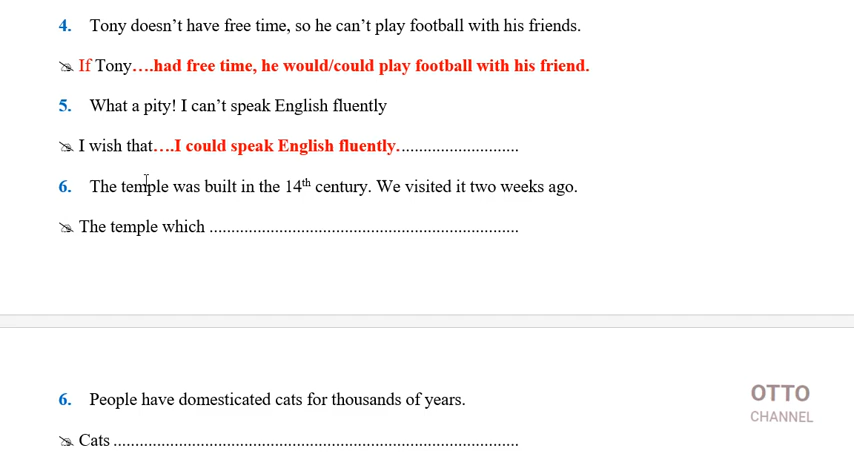 4. Tony doesn’t have free time, so he can’t play football with his friends.
If Tony….had free time, he would/could play football with his friend.
5. What a pity! I can’t speak English fluently
I wish that….I could speak English fluently............................
6. The temple was built in the 14th century. We visited it two weeks ago.
The temple which ......................................................................
6. People have domesticated cats for thousands of years.
Cats ............................................................................................
OTTO
CHANNEL